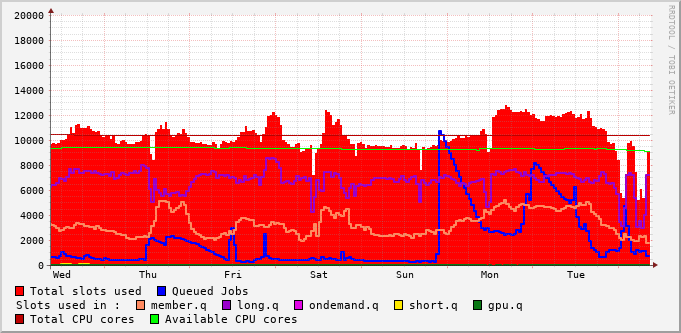 20000
18000
16000
14000
12000
10000
8000
6000
4000
2000
0
Wed Thu Fri Sat Sun Mon Tue
Total slots used Queued Jobs
Slots used in : member.q long.q ondemand.q short.q gpu.q
Total CPU cores Available CPU cores
RRDTOOL / TOBI OETIKER